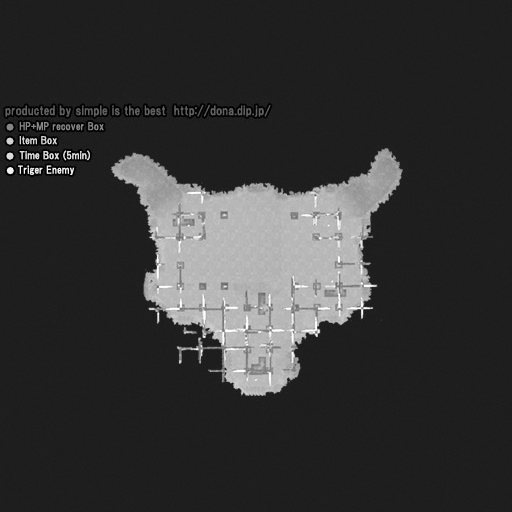 producted by simple is the best  http://dona.dip.jp/
HP+MP recover Box
Item Box
Time Box (5min)
Triger Enemy